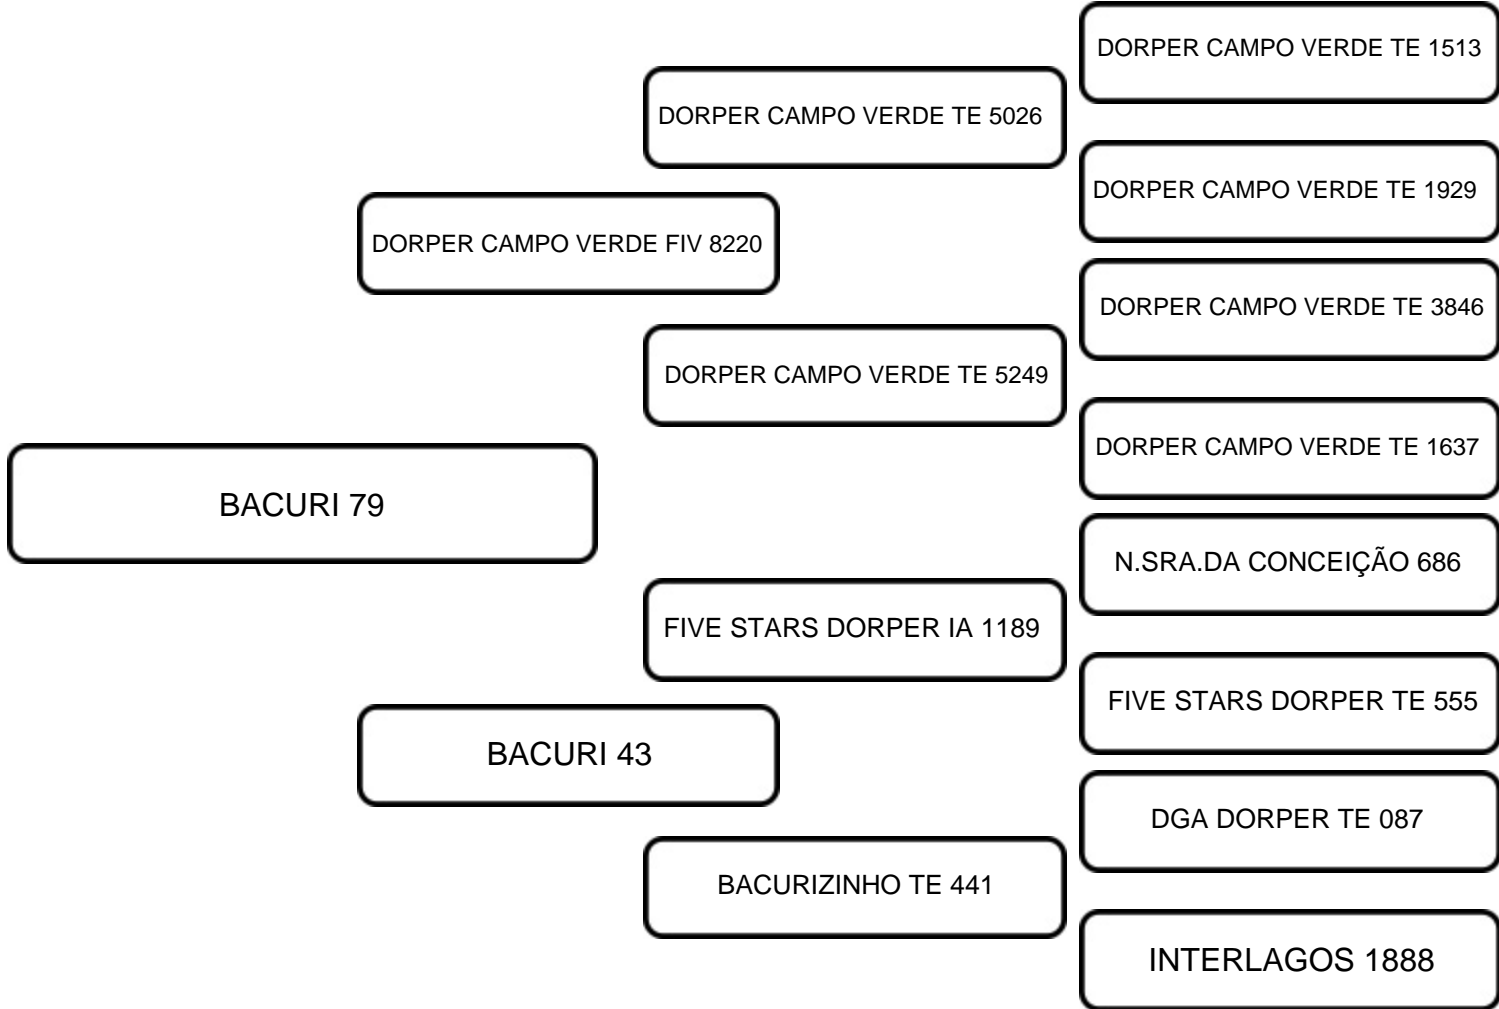 DORPER CAMPO VERDE TE 1513
DORPER CAMPO VERDE TE 5026
DORPER CAMPO VERDE TE 1929
DORPER CAMPO VERDE FIV 8220
DORPER CAMPO VERDE TE 3846
DORPER CAMPO VERDE TE 5249
DORPER CAMPO VERDE TE 1637
BACURI 79
N.SRA.DA CONCEIÇÃO 686
FIVE STARS DORPER IA 1189
FIVE STARS DORPER TE 555
BACURI 43
DGA DORPER TE 087
BACURIZINHO TE 441
INTERLAGOS 1888